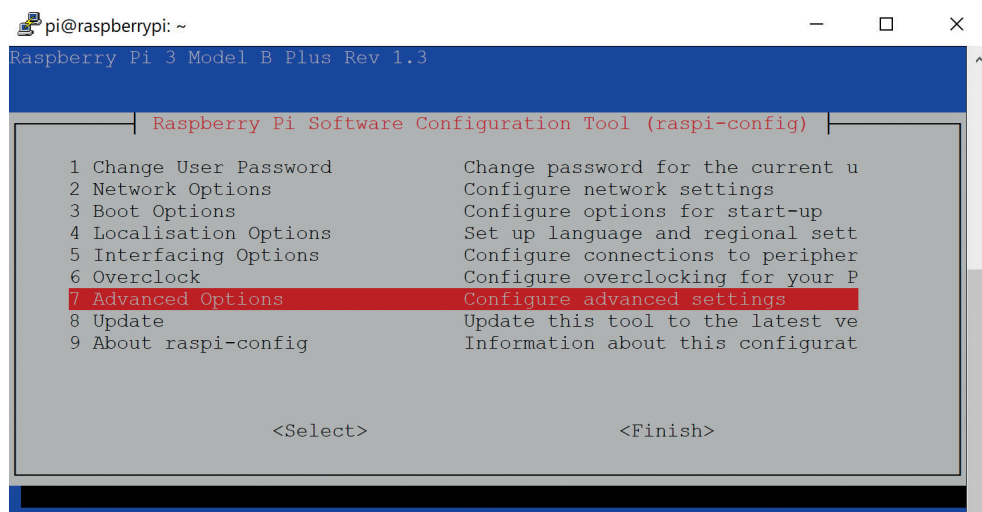 pi@raspberrypi: ~
Raspberry Pi 3 Model B Plus Rev 1.3
Raspberry Pi Software Configuration Tool (raspi-config)
1 Change User Password Change password for the current u
2 Network Options Configure network settings
3 Boot Options Configure options for start-up
4 Localisation Options Set up language and regional sett
5 Interfacing Options Configure connections to peripher
6 Overclock Configure overclocking for your P
7 Advanced Options Configure advanced settings
8 Update Update this tool to the latest ve
9 About raspi-config Information about this configurat
<Select> <Finish>